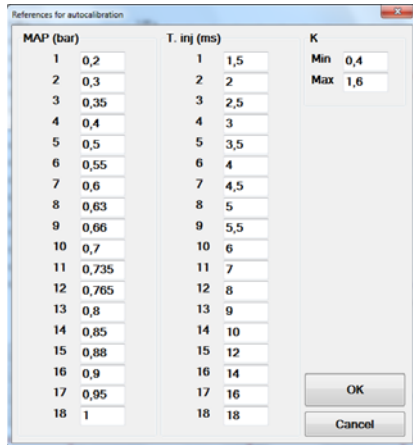 References for autocalibration
MAP (bar) T. inj (ms) K
1 0,2 1 1,5 Min 0,4
2 0,3 2 2 Max 1,6
3 0,35 3 2,5
4 0,4 4 3
5 0,5 5 3,5
6 0,55 6 4
7 0,6 7 4,5
8 0,63 8 5
9 0,66 9 5,5
10 0,7 10 6
11 0,735 11 7
12 0,765 12 8
13 0,8 13 9
14 0,85 14 10
15 0,88 15 12
16 0,9 16 14
17 0,95 17 16 OK
18 1 18 18 Cancel